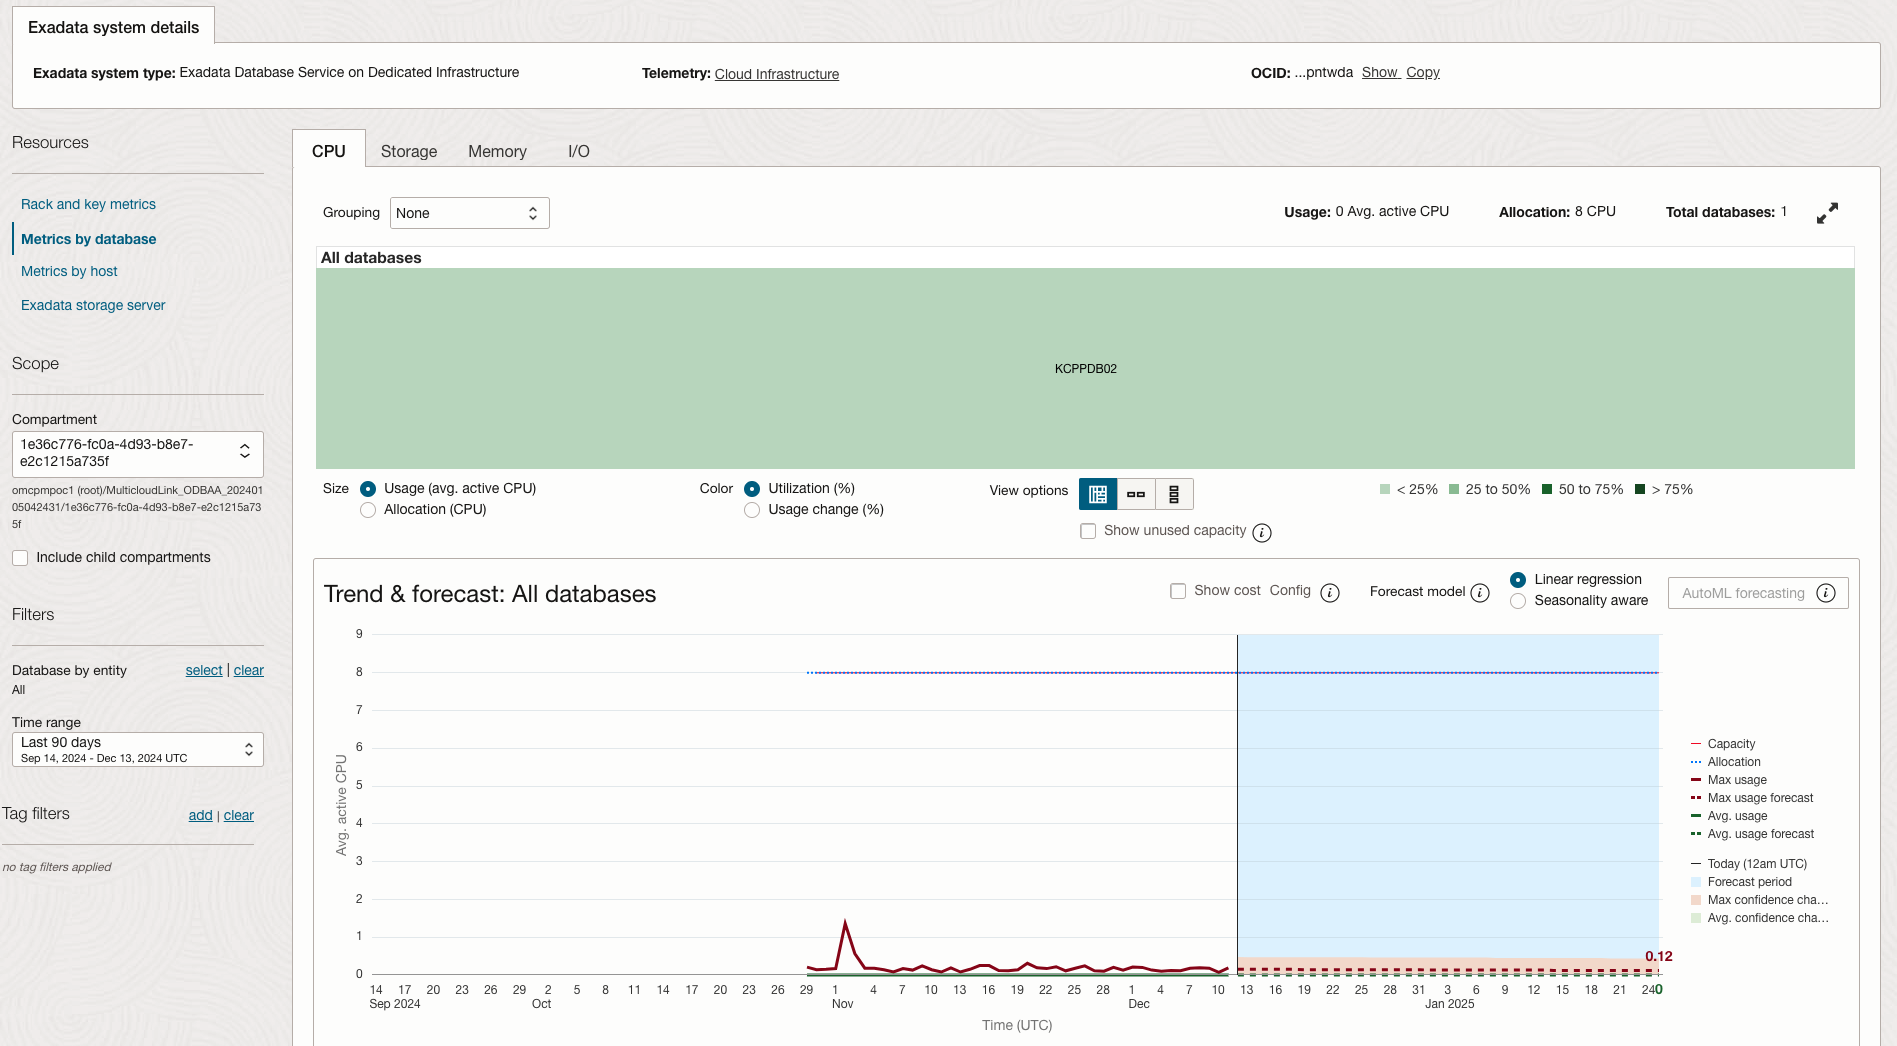 Exadata system details
Exadata system type: Exadata Database Service on Dedicated Infrastructure
Telemetry: Cloud Infrastructure
OCID: ...pntwda Show Copy
Resources
Rack and key metrics
Metrics by database
Metrics by host
Exadata storage server
Scope
Compartment
1e36c776-fc0a-4d93-b8e7-
e2c1215a735f
omcpmpoc1 (root)/MulticloudLink_ODBAA_202401
05042431/1e36c776-fc0a-4d93-b8e7-e2c1215a73
5f
Include child compartments
Filters
Database by entity select | clear
All
Time range
Last 90 days
Sep 14, 2024 - Dec 13, 2024 UTC
Tag filters add | clear
no tag filters applied
CPU Storage Memory I/O
Grouping None
Usage: 0 Avg. active CPU Allocation: 8 CPU Total databases: 1
All databases
KCPPDB02
Size Usage (avg. active CPU)
Allocation (CPU)
Color Utilization (%)
Usage change (%)
View options
Show unused capacity i
< 25% 25 to 50% 50 to 75% > 75%
Trend & forecast: All databases
Show cost Config i
Forecast model i
Linear regression
Seasonality aware
AutoML forecasting i
9
8
7
6
5
4
3
2
1
0
Avg. active CPU
0.12
14 17 20 23 26 29 2 5 8 11 14 17 20 23 26 29 1 4 7 10 13 16 19 22 25 28 1 4 7 10 13 16 19 22 25 28 31 3 6 9 12 15 18 21 24 0
Sep 2024 Oct Nov Dec Jan 2025
Time (UTC)
Capacity
Allocation
Max usage
Max usage forecast
Avg. usage
Avg. usage forecast
Today (12am UTC)
Forecast period
Max confidence cha...
Avg. confidence cha...